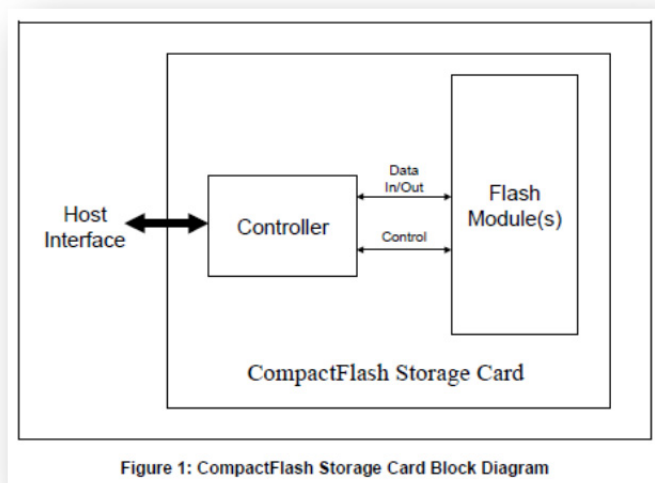 Host
Interface
Controller
Data
In/Out
Control
Flash
Module(s)
CompactFlash Storage Card
Figure 1: CompactFlash Storage Card Block Diagram